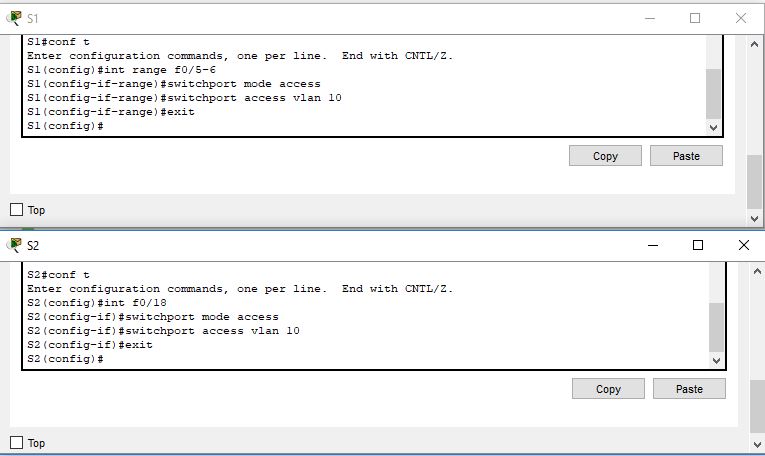 S1
S1#conf t
Enter configuration commands, one per line.  End with CNTL/Z.
S1(config)#int range f0/5-6
S1(config-if-range)#switchport mode access
S1(config-if-range)#switchport access vlan 10
S1(config-if-range)#exit
S1(config)#
Copy Paste
Top
S2
S2#conf t
Enter configuration commands, one per line.  End with CNTL/Z.
S2(config)#int f0/18
S2(config-if)#switchport mode access
S2(config-if)#switchport access vlan 10
S2(config-if)#exit
S2(config)#
Copy Paste
Top